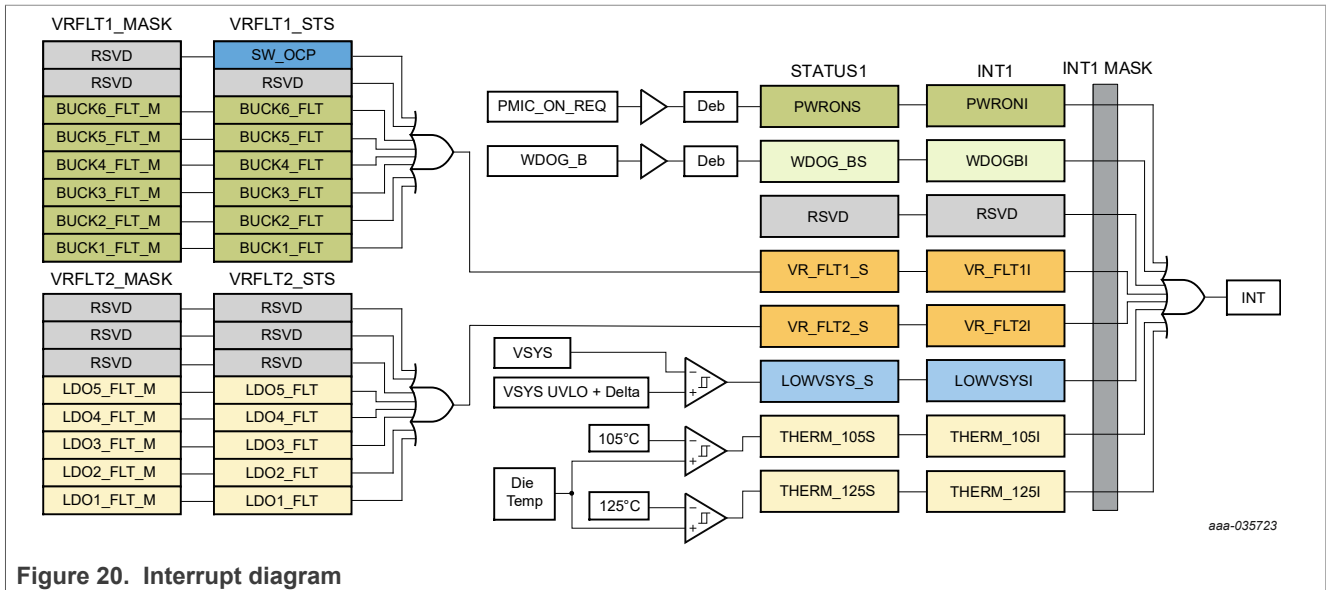 VRFLT1_MASK VRFLT1_STS
RSVD SW_OCP
RSVD RSVD
BUCK6_FLT_M BUCK6_FLT
BUCK5_FLT_M BUCK5_FLT
BUCK4_FLT_M BUCK4_FLT
BUCK3_FLT_M BUCK3_FLT
BUCK2_FLT_M BUCK2_FLT
BUCK1_FLT_M BUCK1_FLT
VRFLT2_MASK VRFLT2_STS
RSVD RSVD
RSVD RSVD
RSVD RSVD
LDO5_FLT_M LDO5_FLT
LDO4_FLT_M LDO4_FLT
LDO3_FLT_M LDO3_FLT
LDO2_FLT_M LDO2_FLT
LDO1_FLT_M LDO1_FLT
STATUS1 INT1 INT1 MASK
PMIC_ON_REQ Deb PWRONS PWRONI
WDOG_B Deb WDOG_BS WDOGBI
RSVD RSVD
VR_FLT1_S VR_FLT1I
INT
VR_FLT2_S VR_FLT2I
VSYS
−
+
VSYS UVLO + Delta
LOWVSYS_S LOWVSYSI
105°C
−
+
THERM_105S THERM_105I
Die
Temp
125°C
−
+
THERM_125S THERM_125I
aaa-035723
Figure 20. Interrupt diagram